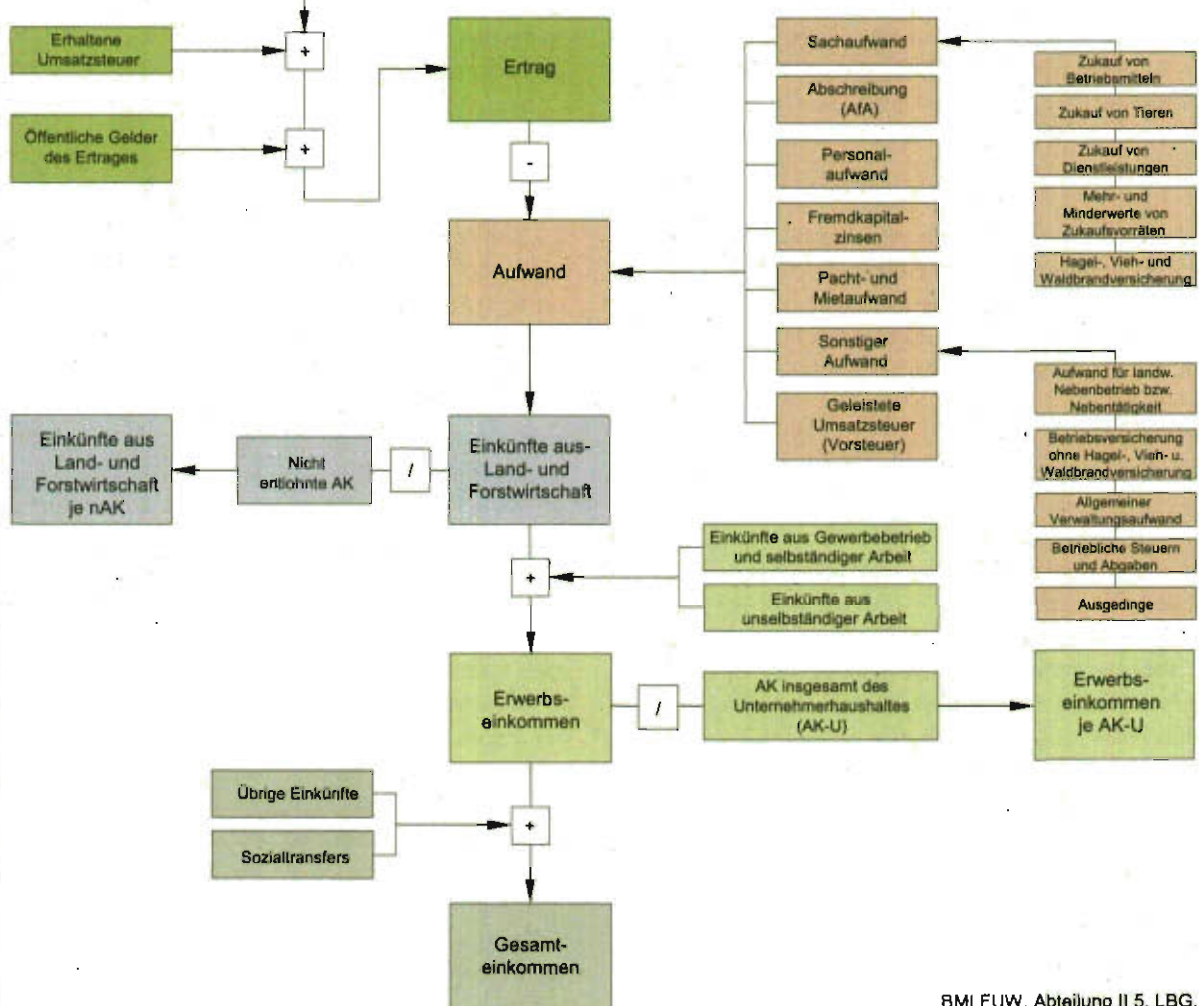 Erhaltene
Umsatzsteuer
+
Öffentliche Gelder
des Ertrages
+
Ertrag
-
Aufwand
Sachaufwand
Abschreibung
(AfA)
Personal-
aufwand
Fremdkapital-
zinsen
Pacht- und
Mietaufwand
Sonstiger
Aufwand
Geleistete
Umsatzsteuer
(Vorsteuer)
Zukauf von
Betriebsmitteln
Zukauf von Tieren
Zukauf von
Dienstleistungen
Mehr- und
Minderwerte von
Zukaufsvorräten
Hagel-, Vieh- und
Waldbrandversicherung
Aufwand für landw.
Nebenbetrieb bzw.
Nebentätigkeit
Betriebsversicherung
ohne Hagel-, Vieh- u.
Waldbrandversicherung
Allgemeiner
Verwaltungsaufwand
Betriebliche Steuern
und Abgaben
Ausgedinge
Einkünfte aus
Land- und
Forstwirtschaft
je nAK
Nicht
entlohnte AK
/
Einkünfte aus-
Land- und
Forstwirtschaft
+
Einkünfte aus Gewerbebetrieb
und selbständiger Arbeit
Einkünfte aus
unselbständiger Arbeit
Erwerbs-
einkommen
/
AK insgesamt des
Unternehmerhaushaltes
(AK-U)
Erwerbs-
einkommen
je AK-U
Übrige Einkünfte
Sozialtransfers
+
Gesamt-
einkommen
BMLFUW, Abteilung II 5, LBG.